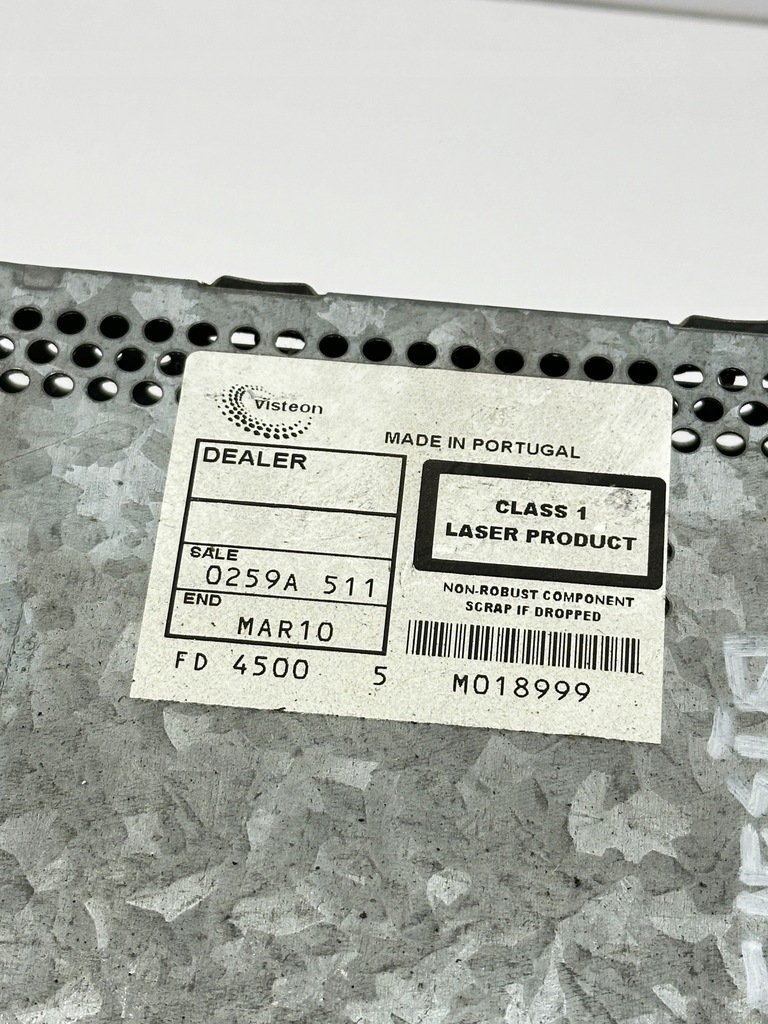 visteon
MADE IN PORTUGAL
DEALER
CLASS 1
LASER PRODUCT
SALE
0259A 511
END
MAR10
NON-ROBUST COMPONENT
SCRAP IF DROPPED
FD 4500 5
M018999